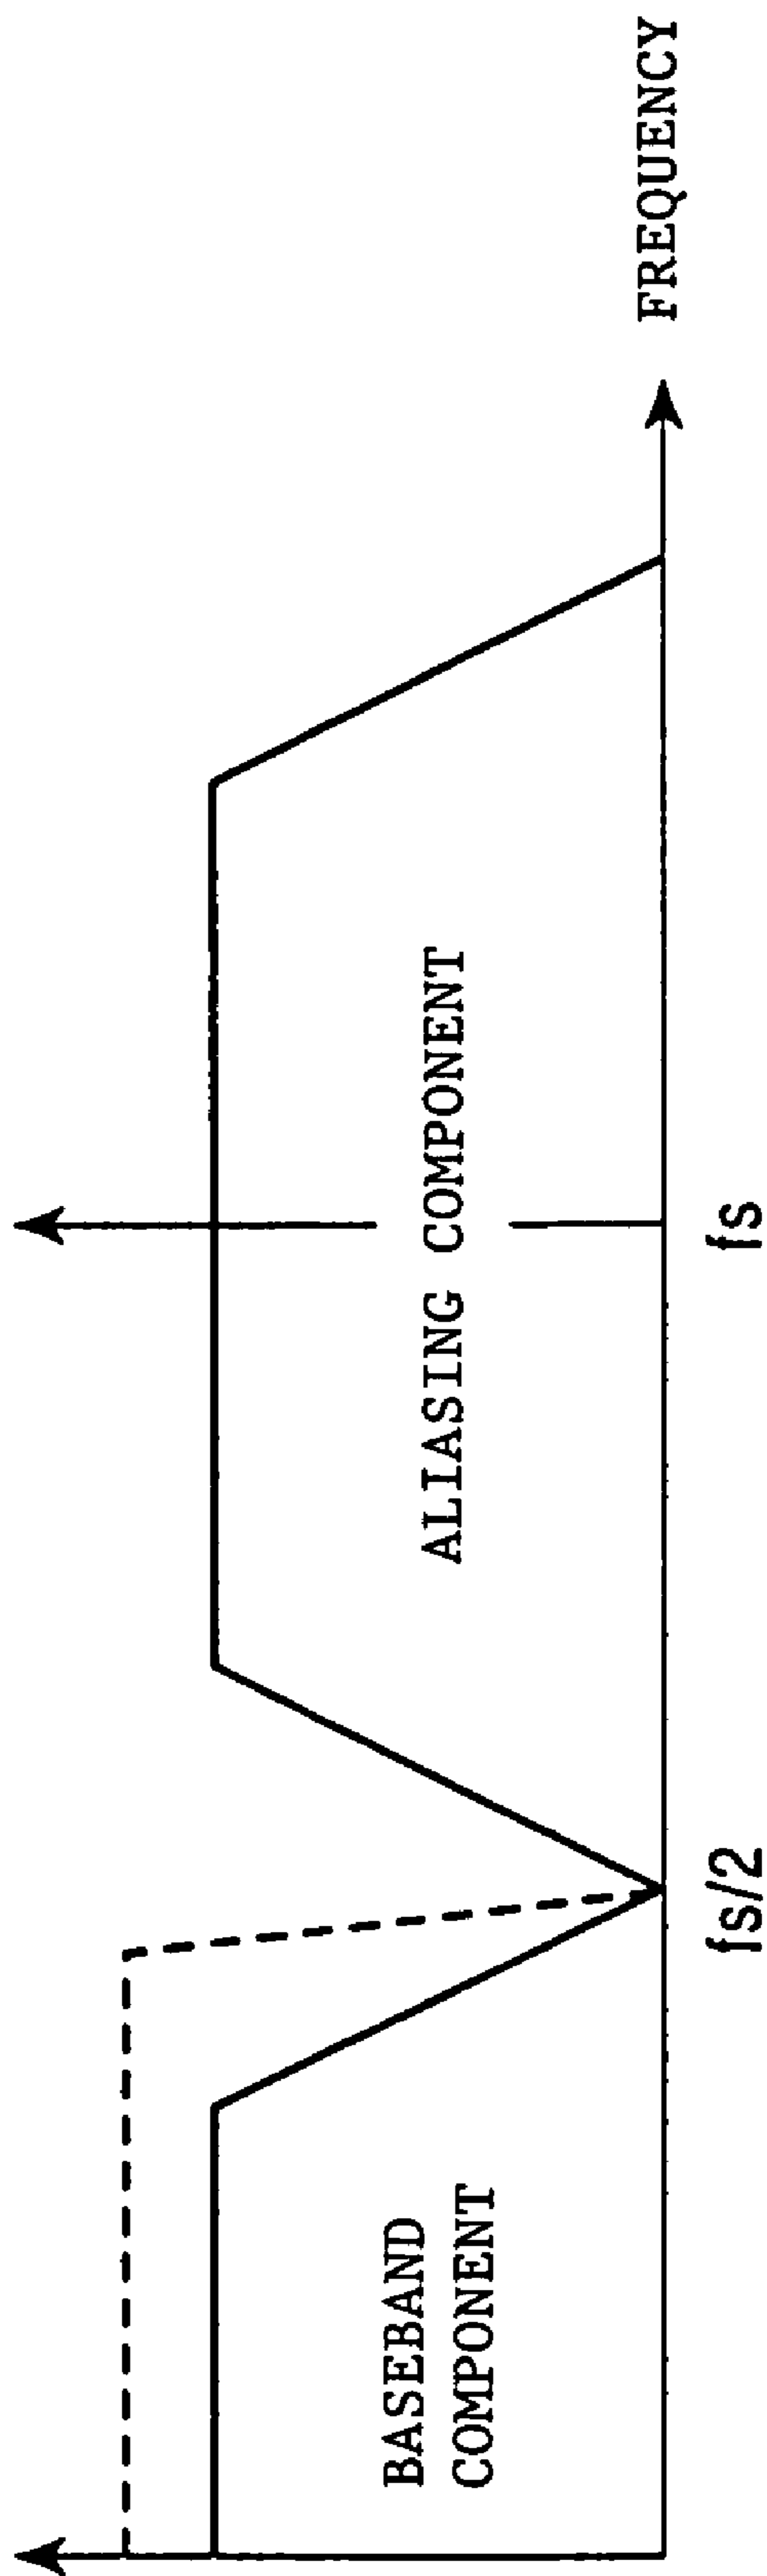 BASEBAND
COMPONENT
ALIASING COMPONENT
fs/2
fs
FREQUENCY